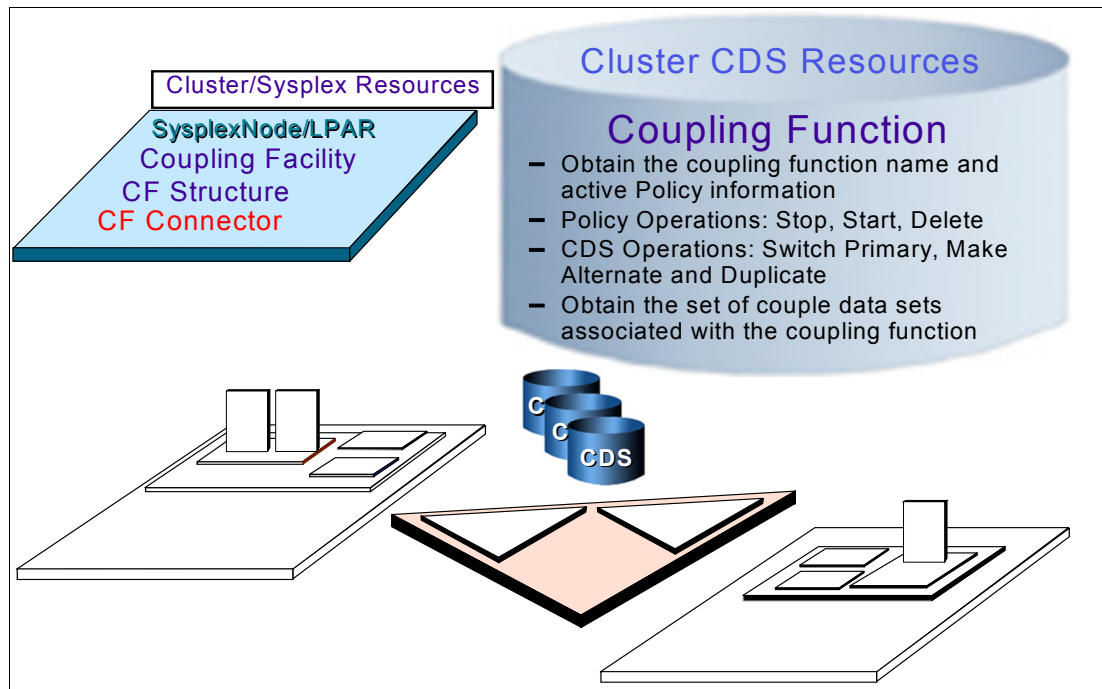 Cluster/Sysplex Resources
SysplexNode/LPAR
Coupling Facility
CF Structure
CF Connector
Cluster CDS Resources
Coupling Function
– Obtain the coupling function name and
active Policy information
– Policy Operations: Stop, Start, Delete
– CDS Operations: Switch Primary, Make
Alternate and Duplicate
– Obtain the set of couple data sets
associated with the coupling function
C
C
CDS